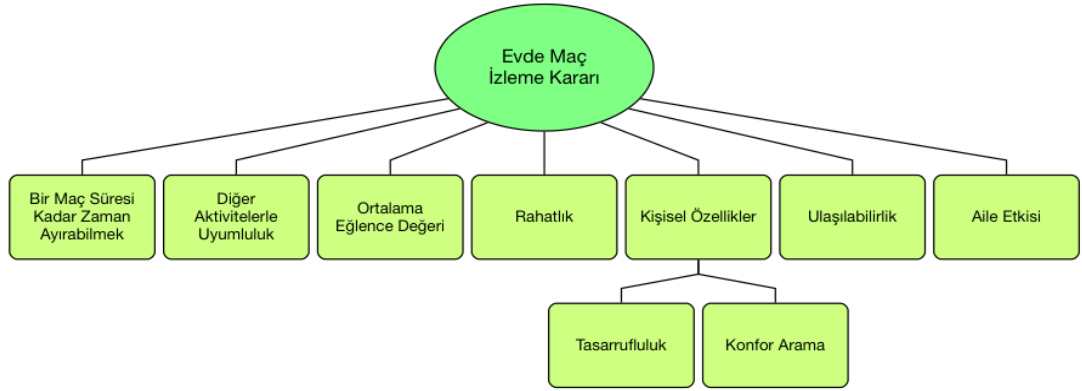 Evde Maç
İzleme Kararı
Bir Maç Süresi
Kadar Zaman
Ayırabilmek
Diğer
Aktivitelerle
Uyumluluk
Ortalama
Eğlence Değeri
Rahatlık
Kişisel Özellikler
Ulaşılabilirlik
Aile Etkisi
Tasarrufluluk
Konfor Arama